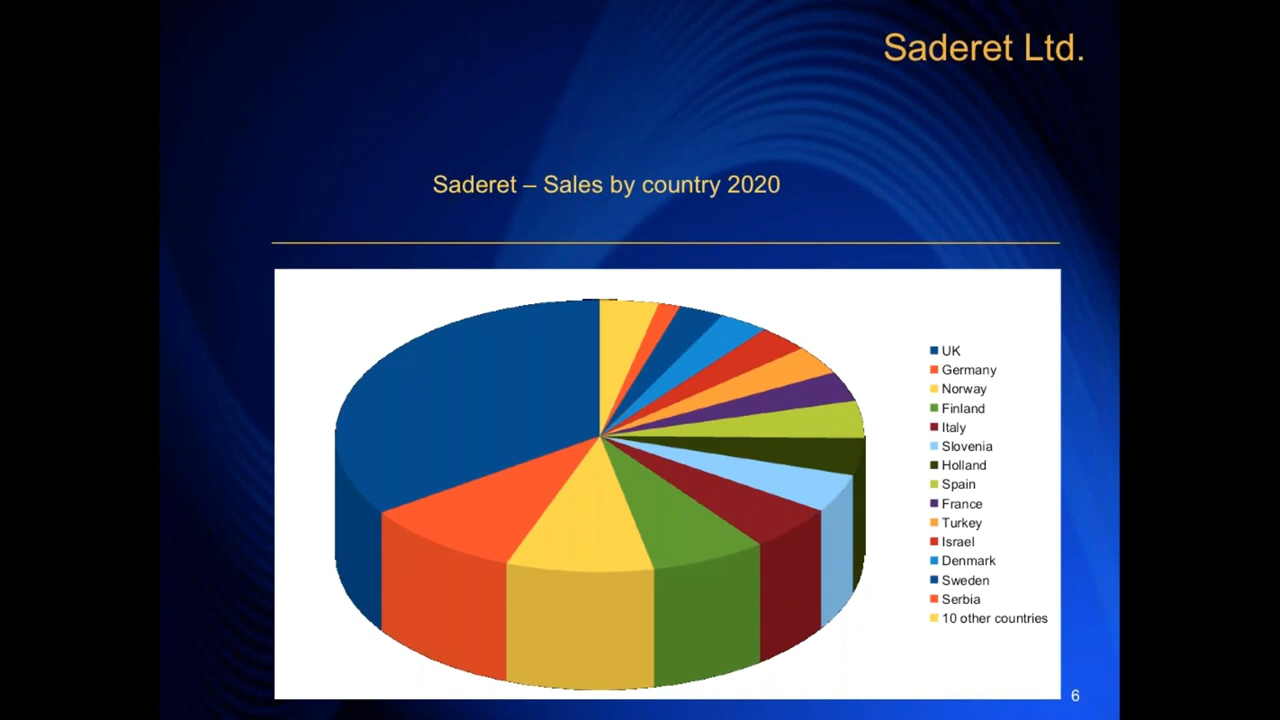 Saderet Ltd.
Saderet – Sales by country 2020
UK
Germany
Norway
Finland
Italy
Slovenia
Holland
Spain
France
Turkey
Israel
Denmark
Sweden
Serbia
10 other countries
6